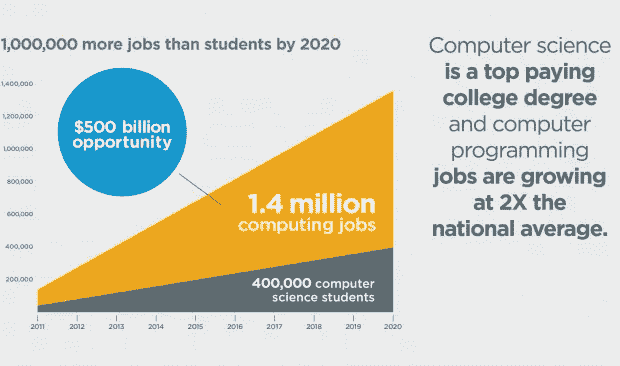 1,000,000 more jobs than students by 2020
1,400,000
1,200,000
1000,000
800,000
600,000
400,000
200,000
$500 billion
opportunity
1.4 million
computing jobs
400,000 computer
science students
2011 2012 2013 2014 2015 2016 2017 2018 2019 2020
Computer science
is a top paying
college degree
and computer
programming
jobs are growing
at 2X the
national average.